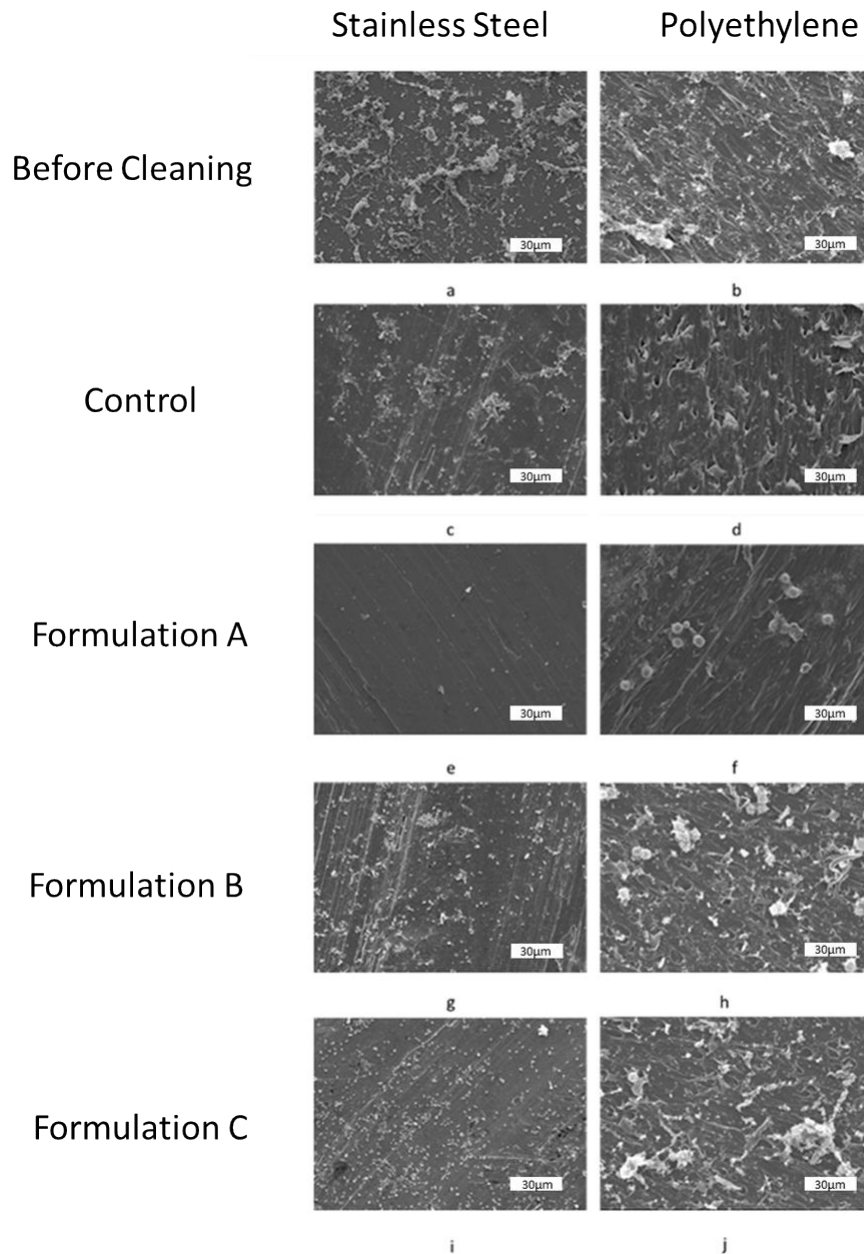 Stainless Steel Polyethylene
Before Cleaning
30µm 30µm
a b
Control
30µm 30µm
c d
Formulation A
30µm 30µm
e f
Formulation B
30µm 30µm
g h
Formulation C
30µm 30µm
i j